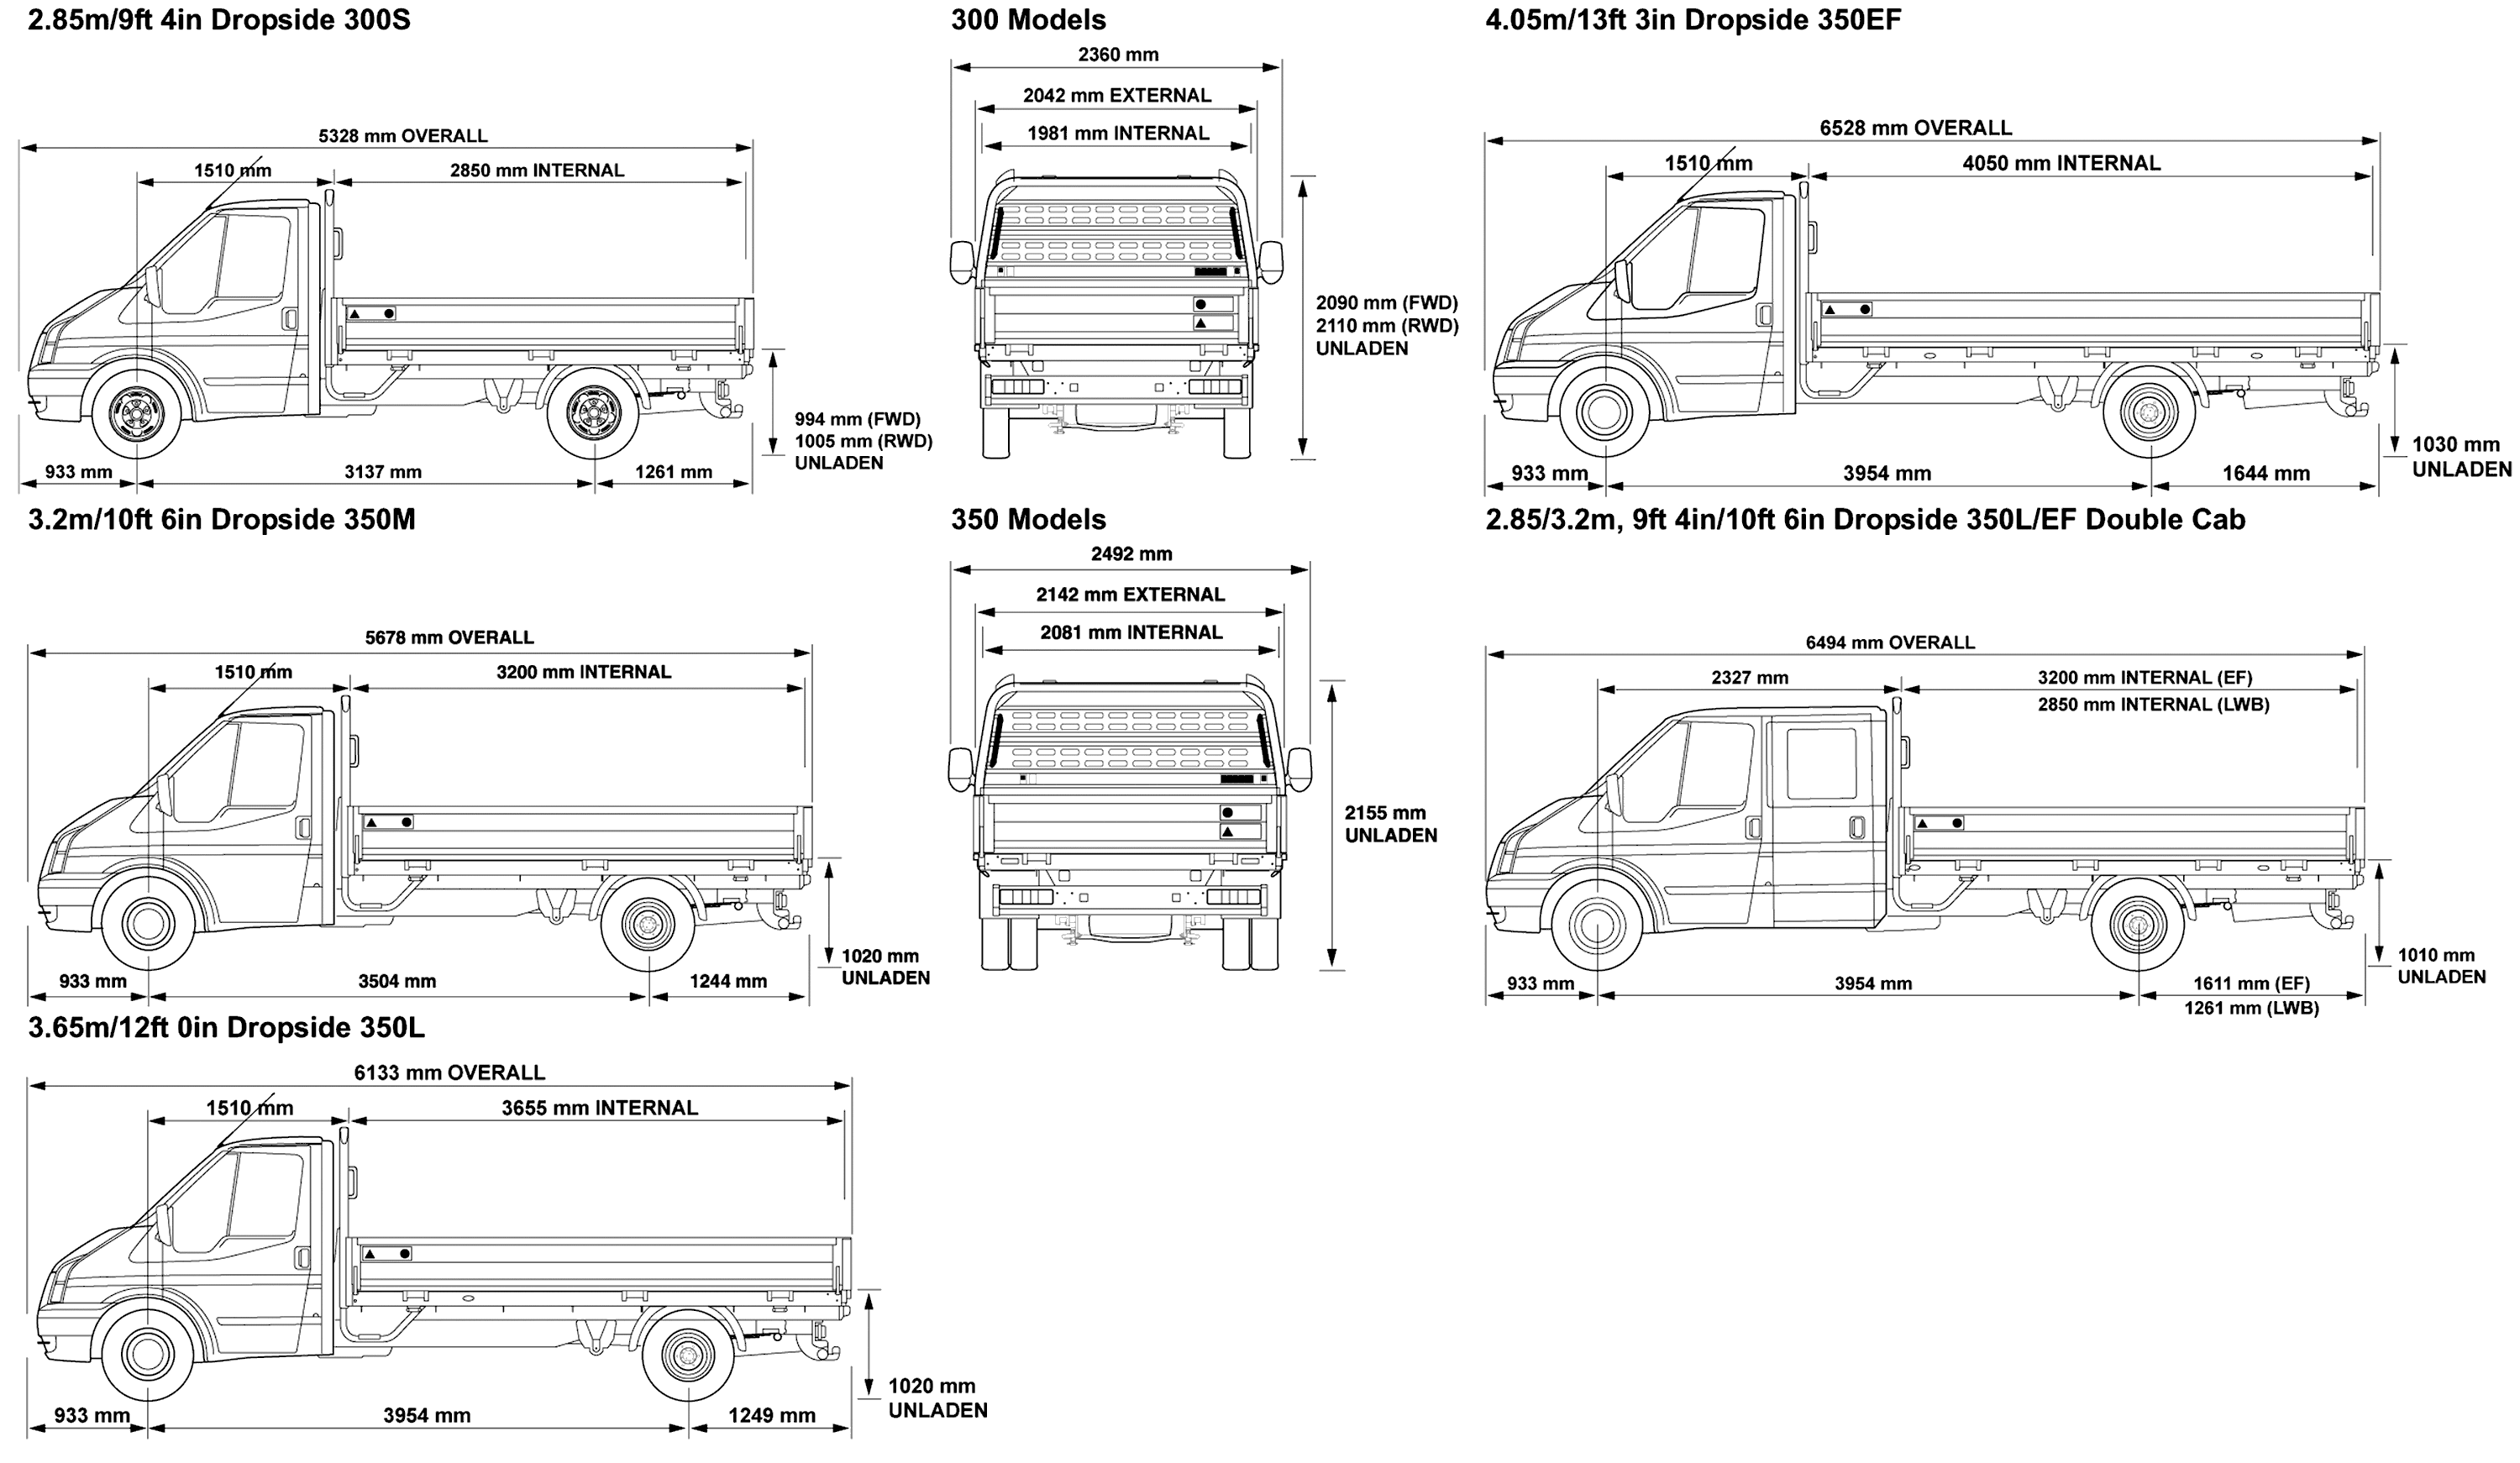 2.85m/9ft 4in Dropside 300S
5328 mm OVERALL
1510 mm
2850 mm INTERNAL
994 mm (FWD)
1005 mm (RWD)
UNLADEN
933 mm
3137 mm
1261 mm
300 Models
2360 mm
2042 mm EXTERNAL
1981 mm INTERNAL
2090 mm (FWD)
2110 mm (RWD)
UNLADEN
4.05m/13ft 3in Dropside 350EF
6528 mm OVERALL
1510 mm
4050 mm INTERNAL
1030 mm
UNLADEN
933 mm
3954 mm
1644 mm
3.2m/10ft 6in Dropside 350M
5678 mm OVERALL
1510 mm
3200 mm INTERNAL
1020 mm
UNLADEN
933 mm
3504 mm
1244 mm
350 Models
2492 mm
2142 mm EXTERNAL
2081 mm INTERNAL
2155 mm
UNLADEN
2.85/3.2m, 9ft 4in/10ft 6in Dropside 350L/EF Double Cab
6494 mm OVERALL
2327 mm
3200 mm INTERNAL (EF)
2850 mm INTERNAL (LWB)
1010 mm
UNLADEN
933 mm
3954 mm
1611 mm (EF)
1261 mm (LWB)
3.65m/12ft 0in Dropside 350L
6133 mm OVERALL
1510 mm
3655 mm INTERNAL
1020 mm
UNLADEN
933 mm
3954 mm
1249 mm